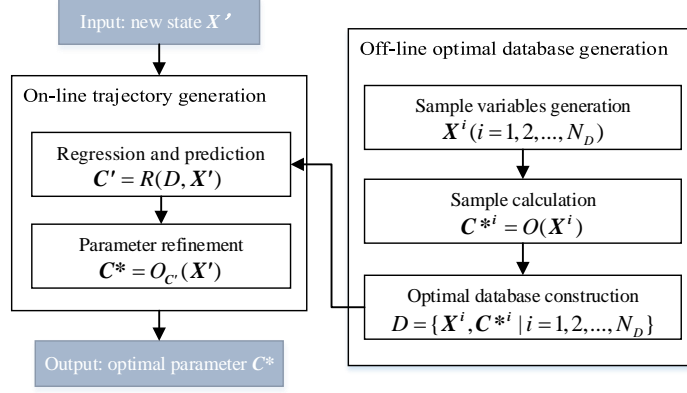 Input: new state X'
On-line trajectory generation
Regression and prediction
C' = R(D, X')
Parameter refinement
C* = O_{C'}(X')
Output: optimal parameter C*
Off-line optimal database generation
Sample variables generation
X^i (i = 1, 2, ..., N_D)
Sample calculation
C*^i = O(X^i)
Optimal database construction
D = {X^i, C*^i | i = 1, 2, ..., N_D}